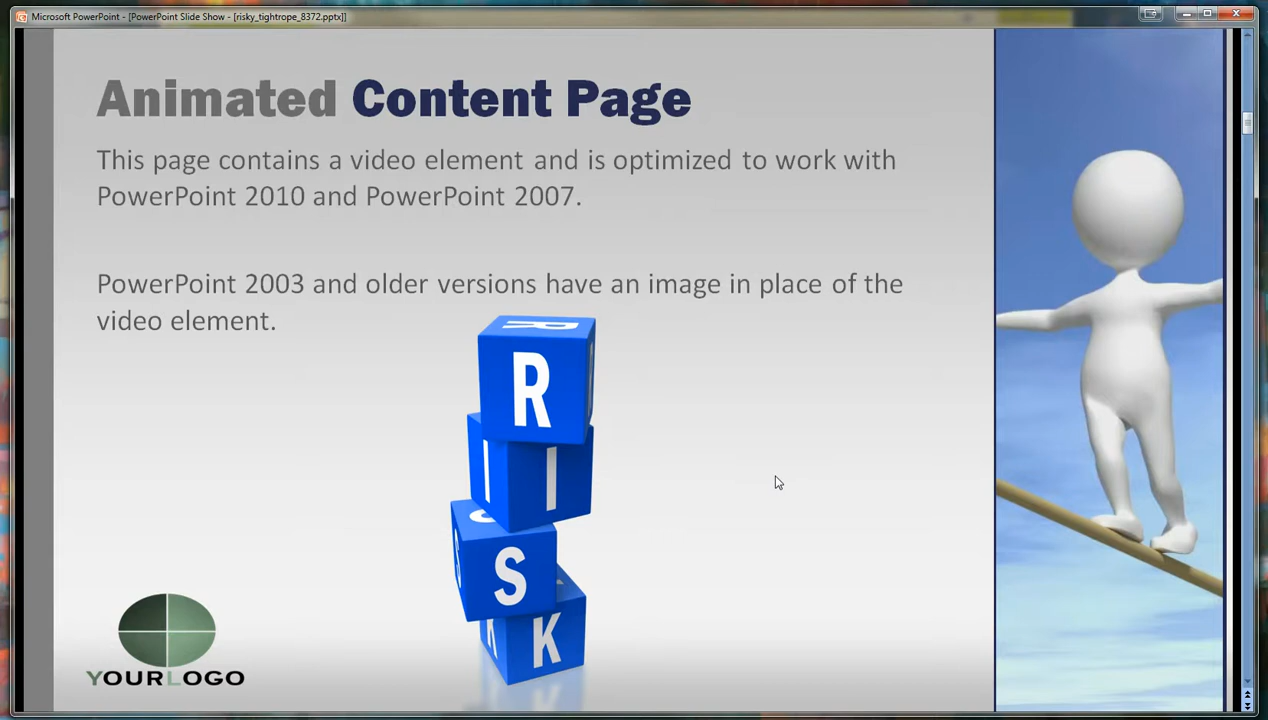 Microsoft PowerPoint - [PowerPoint Slide Show - [risky_tightrope_8372.pptx]]
Animated Content Page
This page contains a video element and is optimized to work with
PowerPoint 2010 and PowerPoint 2007.
PowerPoint 2003 and older versions have an image in place of the
video element.
R
R
I I
S S
K K
YOURLOGO